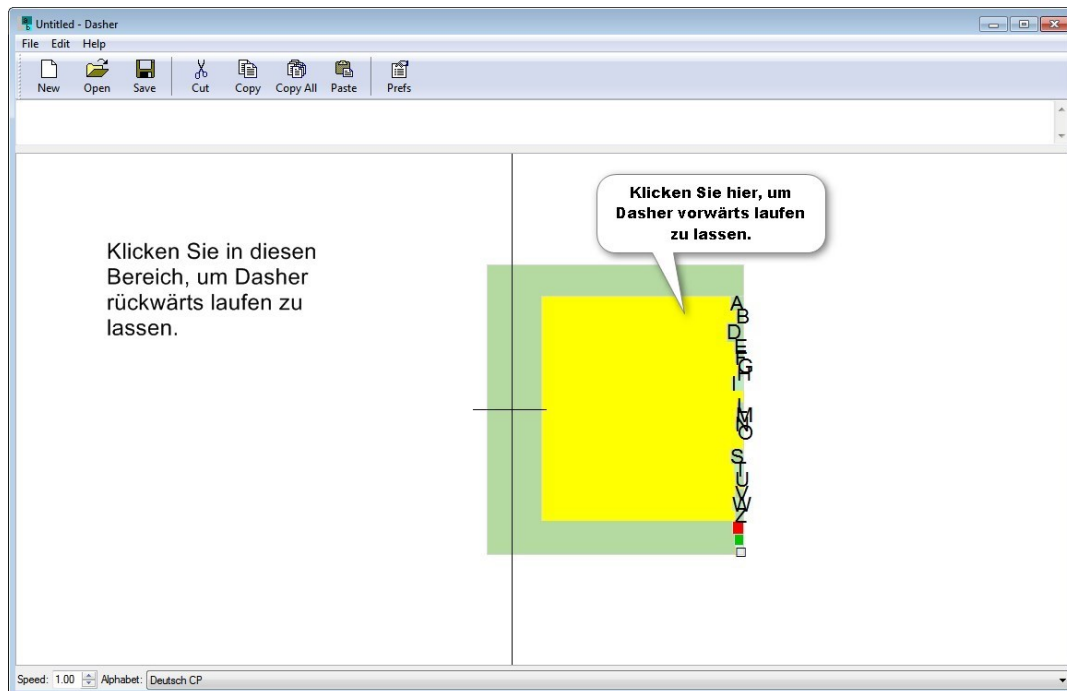 Untitled - Dasher
File Edit Help
New Open Save Cut Copy Copy All Paste Prefs
Klicken Sie hier, um
Dasher vorwärts laufen
zu lassen.
Klicken Sie in diesen
Bereich, um Dasher
rückwärts laufen zu
lassen.
A
B
D
E
F
G
H
I
L
M
N
O
S
T
U
V
W
Z
Speed: 1.00 Alphabet: Deutsch CP